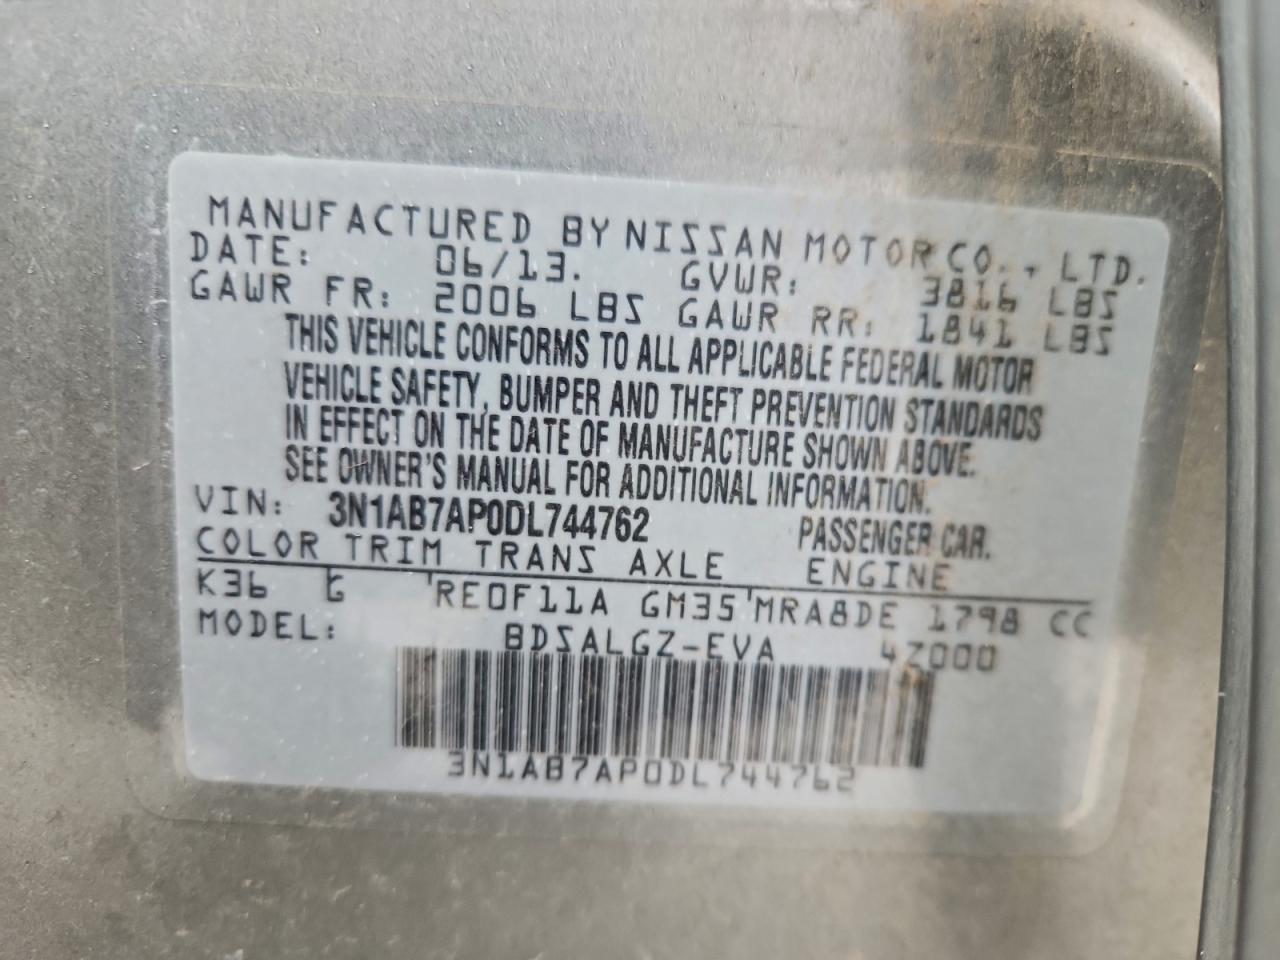 MANUFACTURED BY NISSAN MOTOR CO., LTD.
DATE: 06/13. GVWR: 3816 LBS
GAWR FR: 2006 LBS GAWR RR: 1841 LBS
THIS VEHICLE CONFORMS TO ALL APPLICABLE FEDERAL MOTOR
VEHICLE SAFETY, BUMPER AND THEFT PREVENTION STANDARDS
IN EFFECT ON THE DATE OF MANUFACTURE SHOWN ABOVE.
SEE OWNER'S MANUAL FOR ADDITIONAL INFORMATION.
VIN: 3N1AB7AP0DL744762 PASSENGER CAR.
COLOR TRIM TRANS AXLE ENGINE
K36 G RE0F11A GM35 MRA8DE 1798 CC
MODEL: BDSALGZ-EVA 4Z000
3N1AB7AP0DL744762